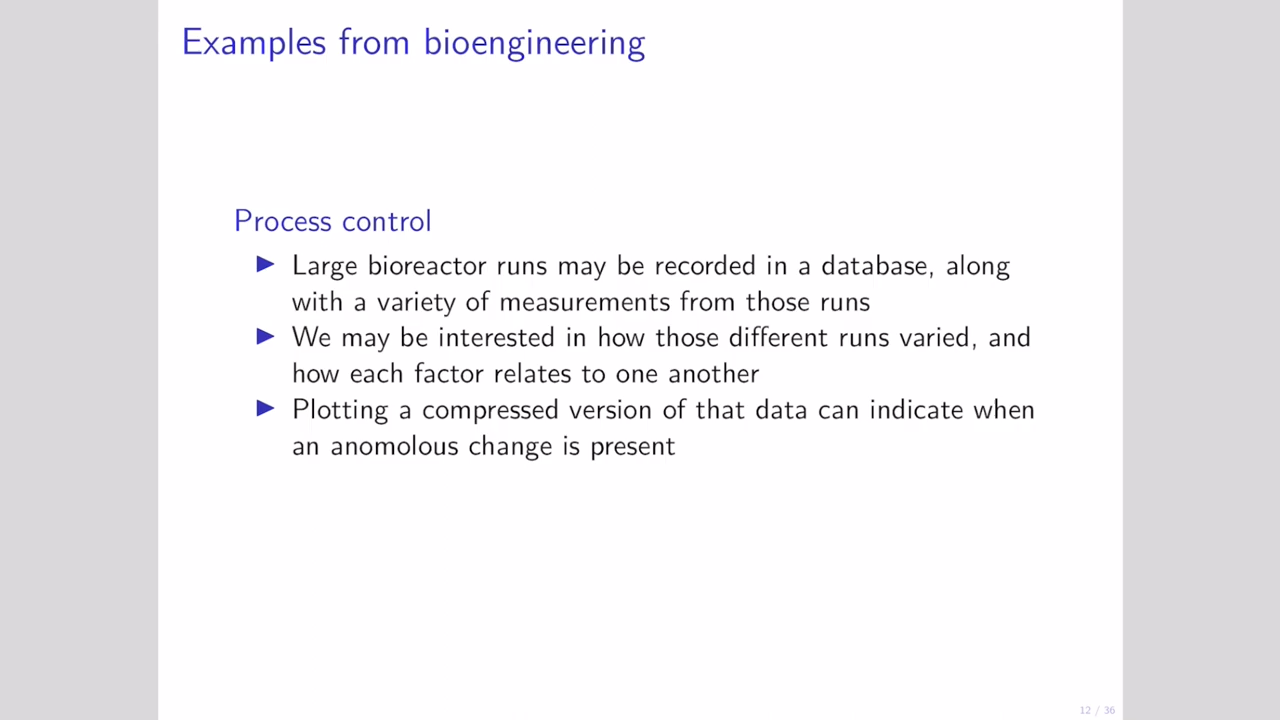 Examples from bioengineering
Process control
▶ Large bioreactor runs may be recorded in a database, along
with a variety of measurements from those runs
▶ We may be interested in how those different runs varied, and
how each factor relates to one another
▶ Plotting a compressed version of that data can indicate when
an anomolous change is present
12 / 36